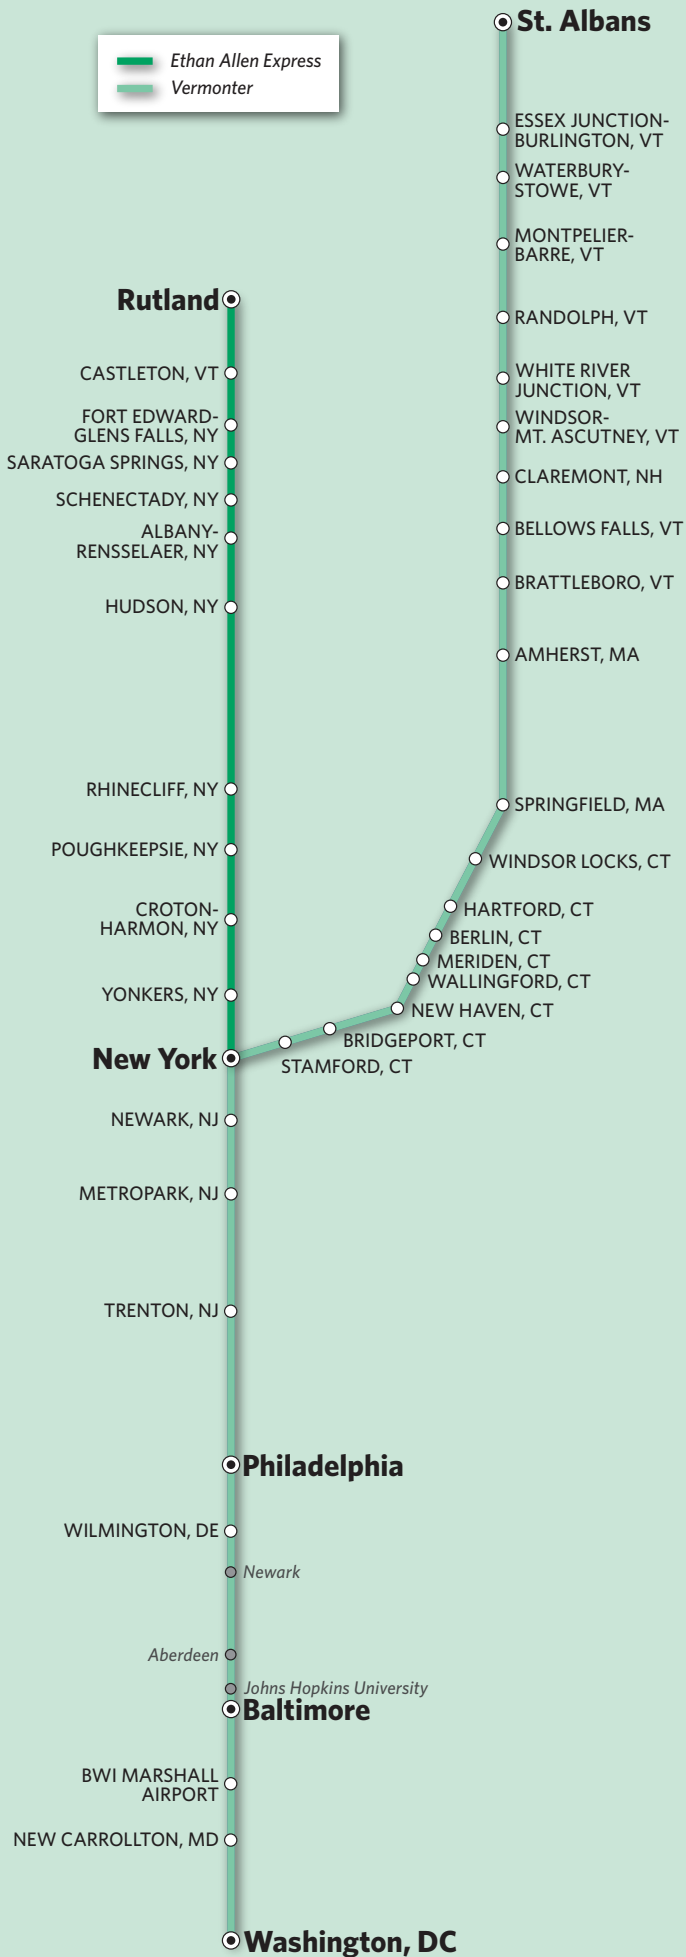 St. Albans
Ethan Allen Express
Vermonter
ESSEX JUNCTION-
BURLINGTON, VT
WATERBURY-
STOWE, VT
MONTPELIER-
BARRE, VT
RANDOLPH, VT
WHITE RIVER
JUNCTION, VT
WINDSOR-
MT. ASCUTNEY, VT
CLAREMONT, NH
BELLOWS FALLS, VT
BRATTLEBORO, VT
AMHERST, MA
SPRINGFIELD, MA
WINDSOR LOCKS, CT
HARTFORD, CT
BERLIN, CT
MERIDEN, CT
WALLINGFORD, CT
NEW HAVEN, CT
BRIDGEPORT, CT
STAMFORD, CT
Rutland
CASTLETON, VT
FORT EDWARD-
GLENS FALLS, NY
SARATOGA SPRINGS, NY
SCHENECTADY, NY
ALBANY-
RENSSELAER, NY
HUDSON, NY
RHINECLIFF, NY
POUGHKEEPSIE, NY
CROTON-
HARMON, NY
YONKERS, NY
New York
NEWARK, NJ
METROPARK, NJ
TRENTON, NJ
Philadelphia
WILMINGTON, DE
Newark
Aberdeen
Johns Hopkins University
Baltimore
BWI MARSHALL
AIRPORT
NEW CARROLLTON, MD
Washington, DC